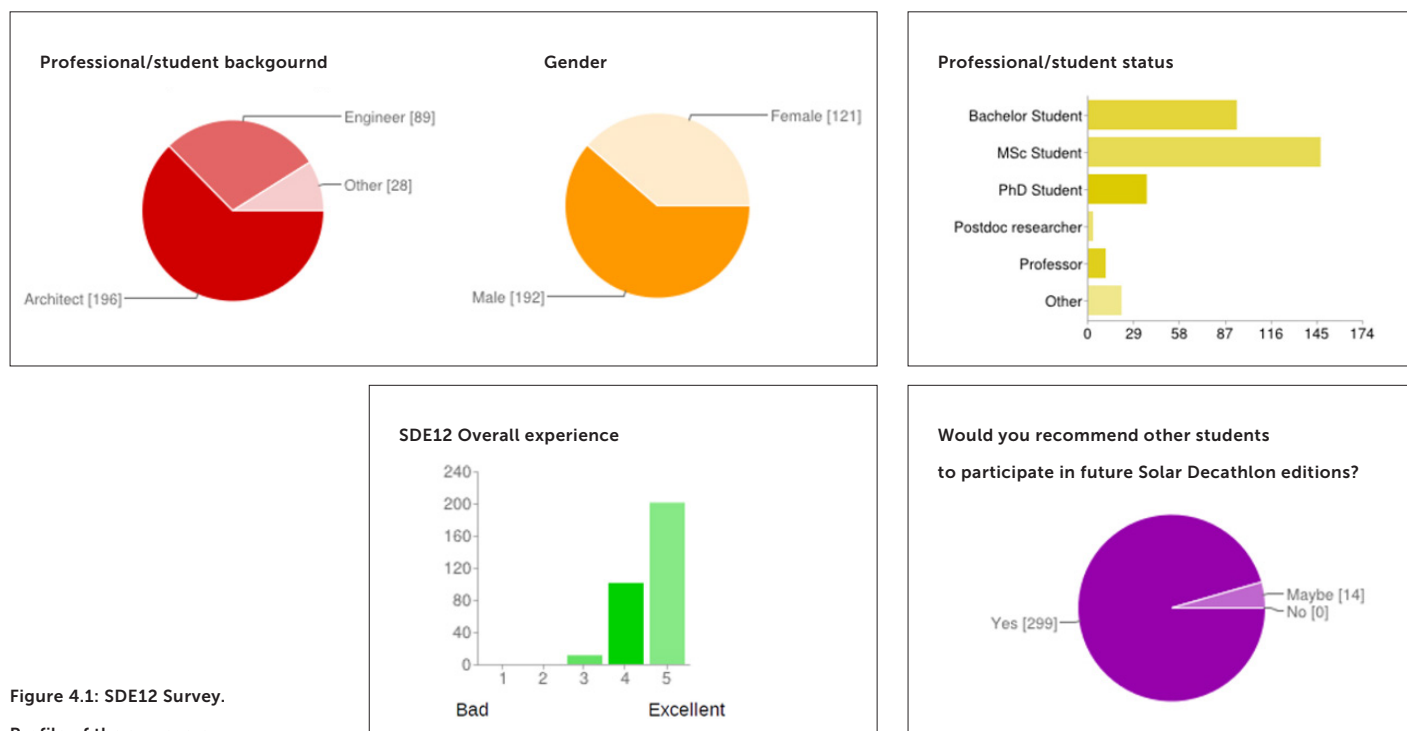 Professional/student backgournd
Engineer [89]
Other [28]
Architect [196]
Gender
Female [121]
Male [192]
Professional/student status
Bachelor Student
MSc Student
PhD Student
Postdoc researcher
Professor
Other
0 29 58 87 116 145 174
SDE12 Overall experience
240
200
160
120
80
40
0
1 2 3 4 5
Bad Excellent
Would you recommend other students
to participate in future Solar Decathlon editions?
Maybe [14]
No [0]
Yes [299]
Figure 4.1: SDE12 Survey.